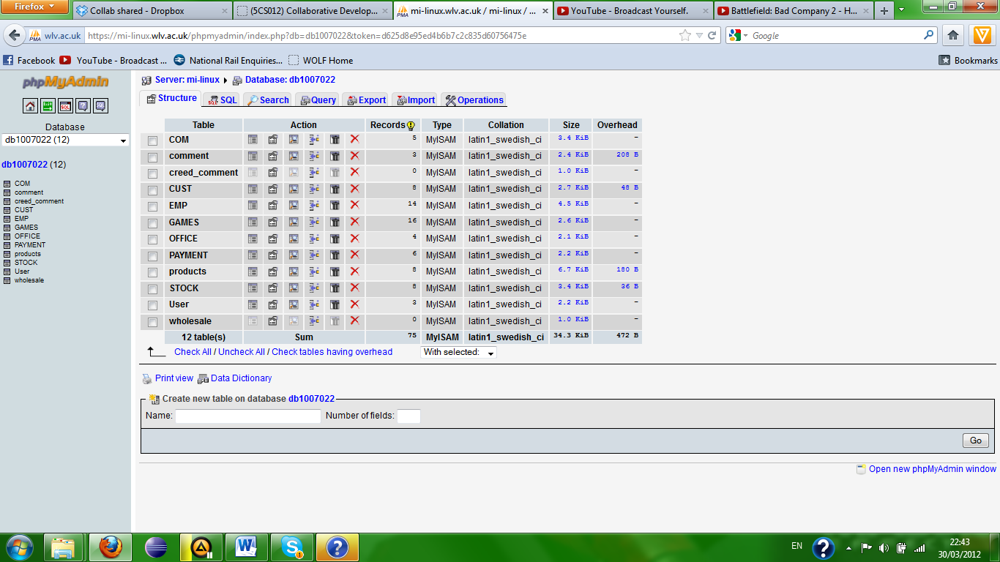 Firefox
Collab shared - Dropbox
(5CS012) Collaborative Develop...
mi-linux.wlv.ac.uk / mi-linux / ...
YouTube - Broadcast Yourself.
Battlefield: Bad Company 2 - H...
wlv.ac.uk https://mi-linux.wlv.ac.uk/phpmyadmin/index.php?db=db1007022&token=d625d8e95ed4b6b7c2c835d60756475e
Google
Facebook YouTube - Broadcast ... National Rail Enquiries... WOLF Home Bookmarks
phpMyAdmin
Database
db1007022 (12)
db1007022 (12)
COM
comment
creed_comment
CUST
EMP
GAMES
OFFICE
PAYMENT
products
STOCK
User
wholesale
Server: mi-linux Database: db1007022
Structure SQL Search Query Export Import Operations
Table Action Records Type Collation Size Overhead
COM 5 MyISAM latin1_swedish_ci 3.4 KiB -
comment 3 MyISAM latin1_swedish_ci 2.4 KiB 208 B
creed_comment 0 MyISAM latin1_swedish_ci 1.0 KiB -
CUST 8 MyISAM latin1_swedish_ci 2.7 KiB 48 B
EMP 14 MyISAM latin1_swedish_ci 4.5 KiB -
GAMES 16 MyISAM latin1_swedish_ci 2.6 KiB -
OFFICE 4 MyISAM latin1_swedish_ci 2.1 KiB -
PAYMENT 6 MyISAM latin1_swedish_ci 2.2 KiB -
products 8 MyISAM latin1_swedish_ci 6.7 KiB 180 B
STOCK 8 MyISAM latin1_swedish_ci 3.4 KiB 36 B
User 3 MyISAM latin1_swedish_ci 2.2 KiB -
wholesale 0 MyISAM latin1_swedish_ci 1.0 KiB -
12 table(s) Sum 75 MyISAM latin1_swedish_ci 34.3 KiB 472 B
Check All / Uncheck All / Check tables having overhead With selected:
Print view Data Dictionary
Create new table on database db1007022
Name: Number of fields:
Go
Open new phpMyAdmin window
EN
22:43
30/03/2012